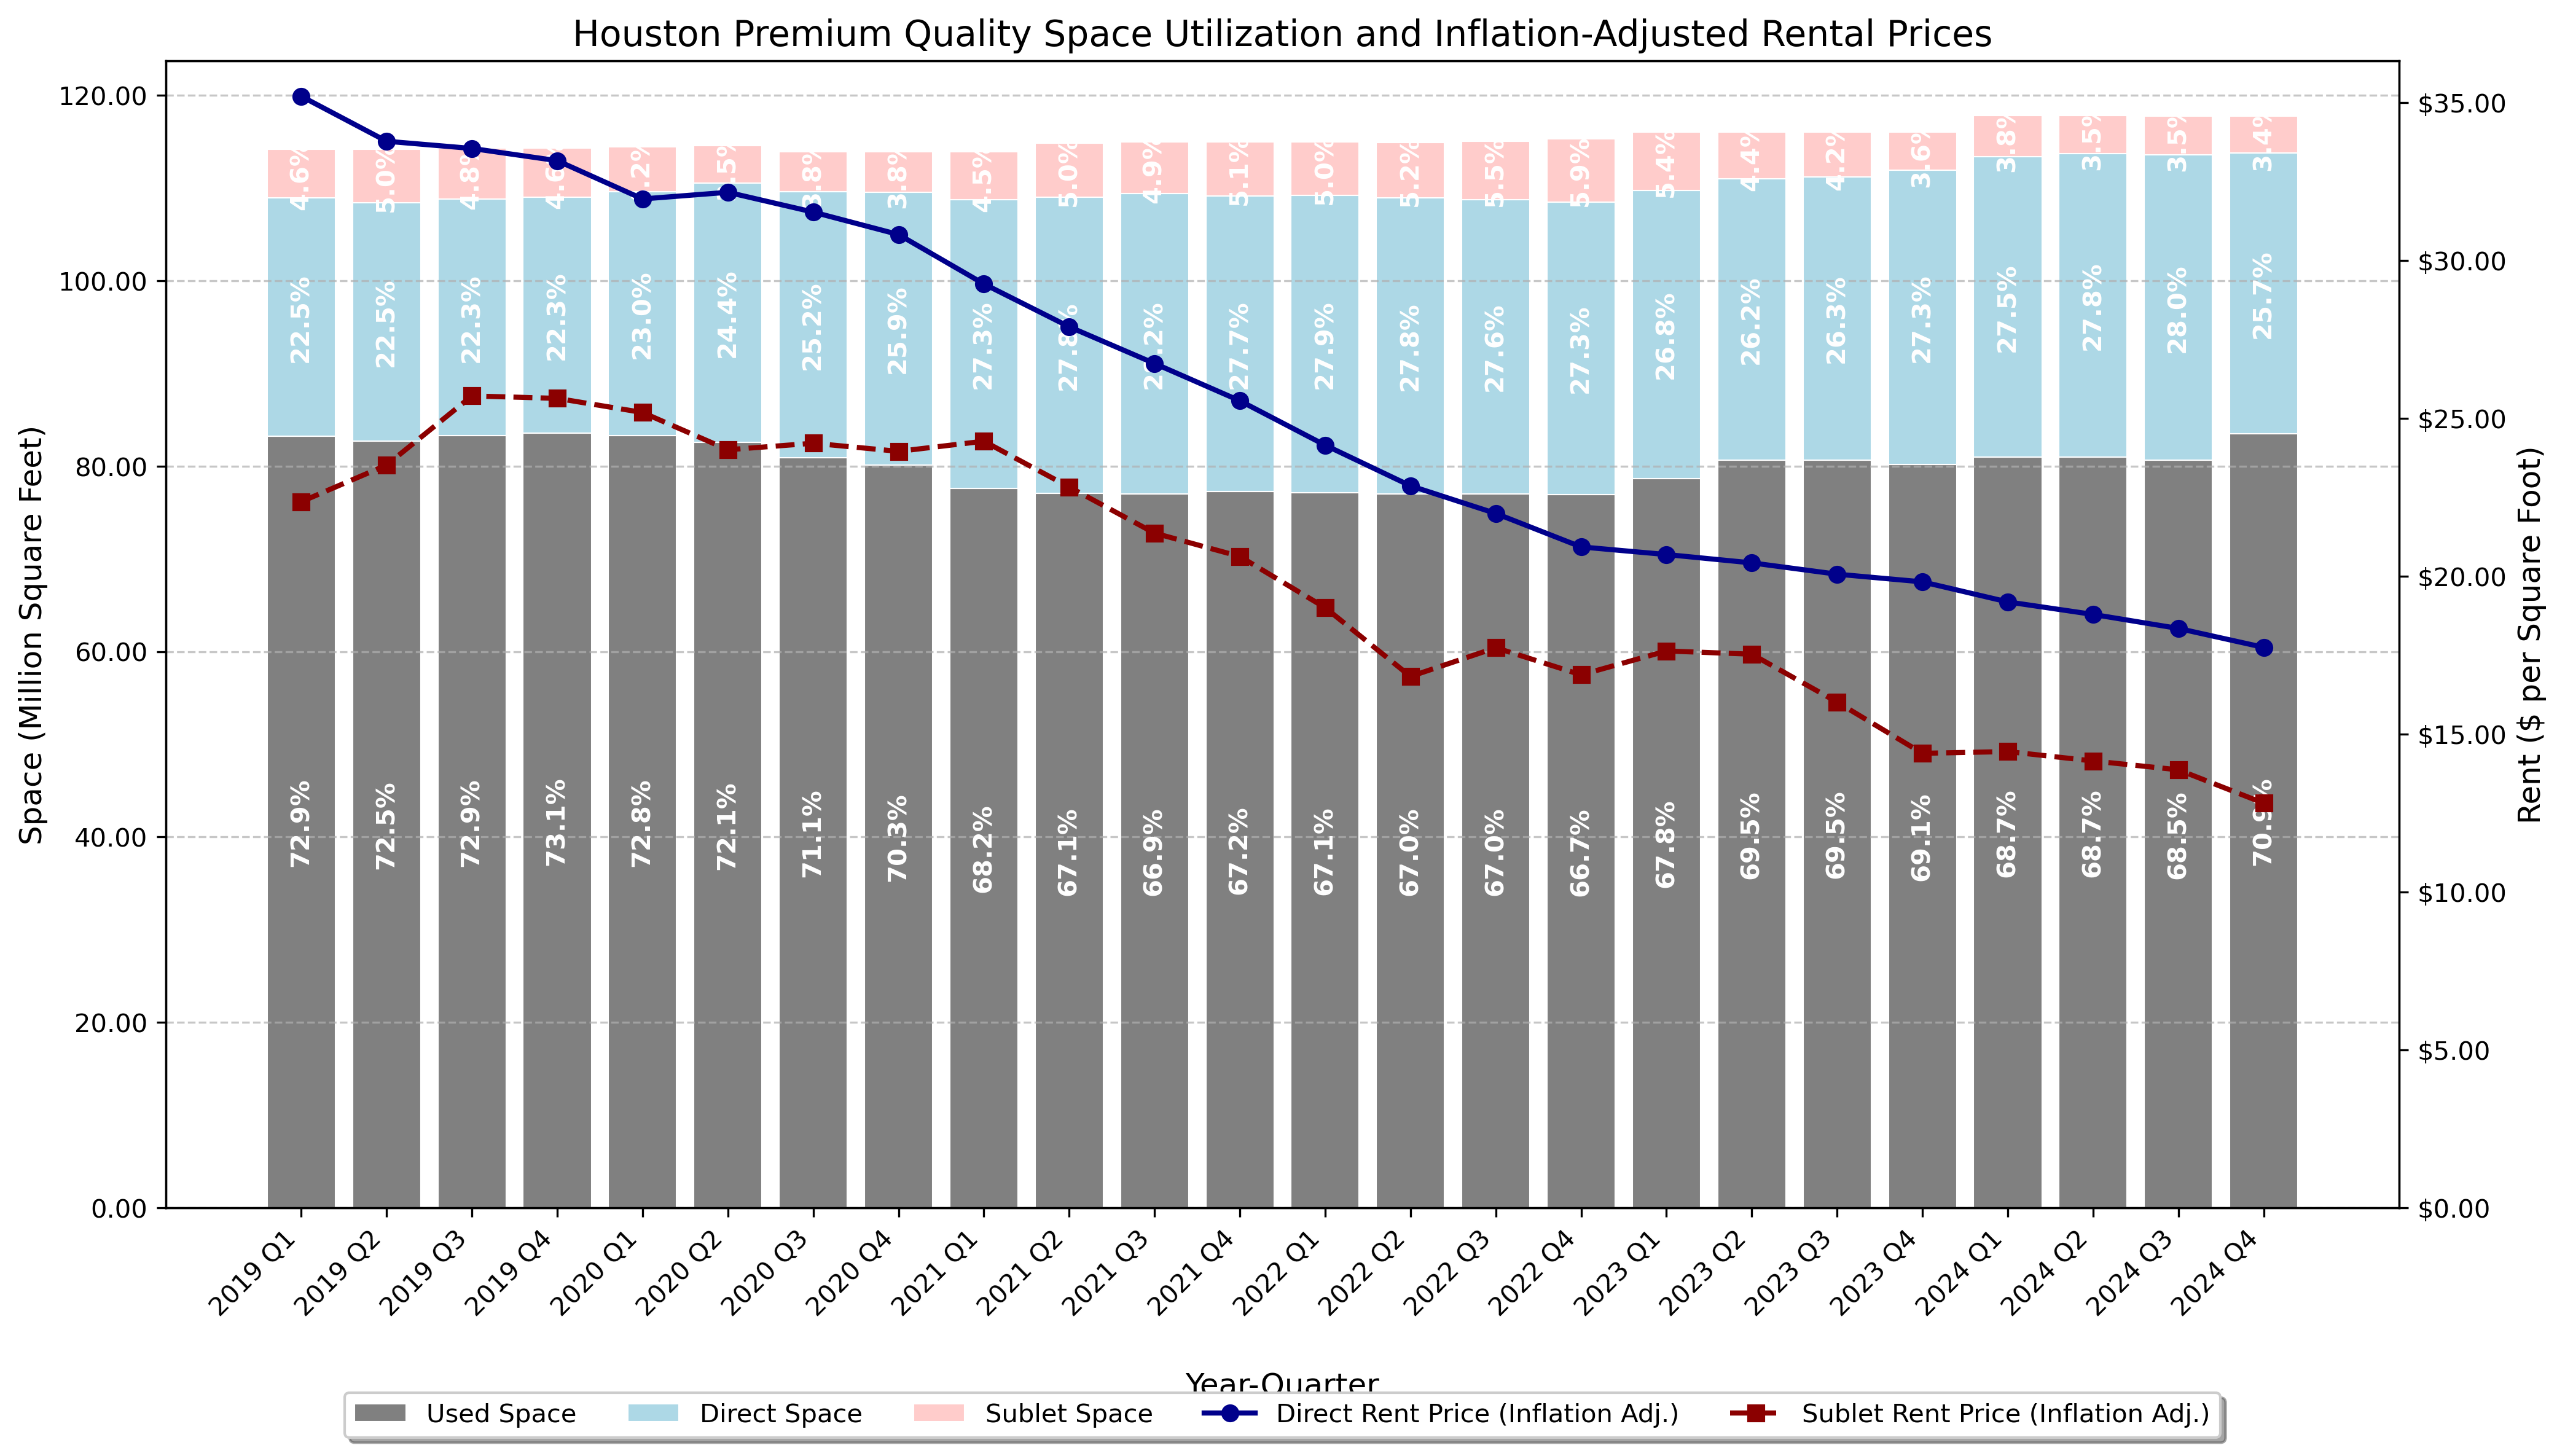 Houston Premium Quality Space Utilization and Inflation-Adjusted Rental Prices
Space (Million Square Feet)
120.00
100.00
80.00
60.00
40.00
20.00
0.00
$35.00
$30.00
$25.00
$20.00
$15.00
$10.00
$5.00
$0.00
Rent ($ per Square Foot)
4.6%
5.0%
4.8%
3.8%
4.5%
5.0%
4.9%
5.1%
5.0%
5.2%
5.5%
5.9%
5.4%
4.4%
4.2%
3.6%
3.8%
3.5%
3.5%
3.4%
22.5%
22.5%
22.3%
22.3%
23.0%
24.4%
25.2%
25.9%
27.3%
27.8%
27.7%
27.9%
27.8%
27.6%
27.3%
26.8%
26.2%
26.3%
27.3%
27.5%
27.8%
28.0%
25.7%
72.9%
72.5%
72.9%
73.1%
72.8%
72.1%
71.1%
70.3%
68.2%
67.1%
66.9%
67.2%
67.1%
67.0%
67.0%
66.7%
67.8%
69.5%
69.5%
69.1%
68.7%
68.7%
68.5%
70.9%
2019 Q1
2019 Q2
2019 Q3
2019 Q4
2020 Q1
2020 Q2
2020 Q3
2020 Q4
2021 Q1
2021 Q2
2021 Q3
2021 Q4
2022 Q1
2022 Q2
2022 Q3
2022 Q4
2023 Q1
2023 Q2
2023 Q3
2023 Q4
2024 Q1
2024 Q2
2024 Q3
2024 Q4
Year-Quarter
Used Space
Direct Space
Sublet Space
Direct Rent Price (Inflation Adj.)
Sublet Rent Price (Inflation Adj.)